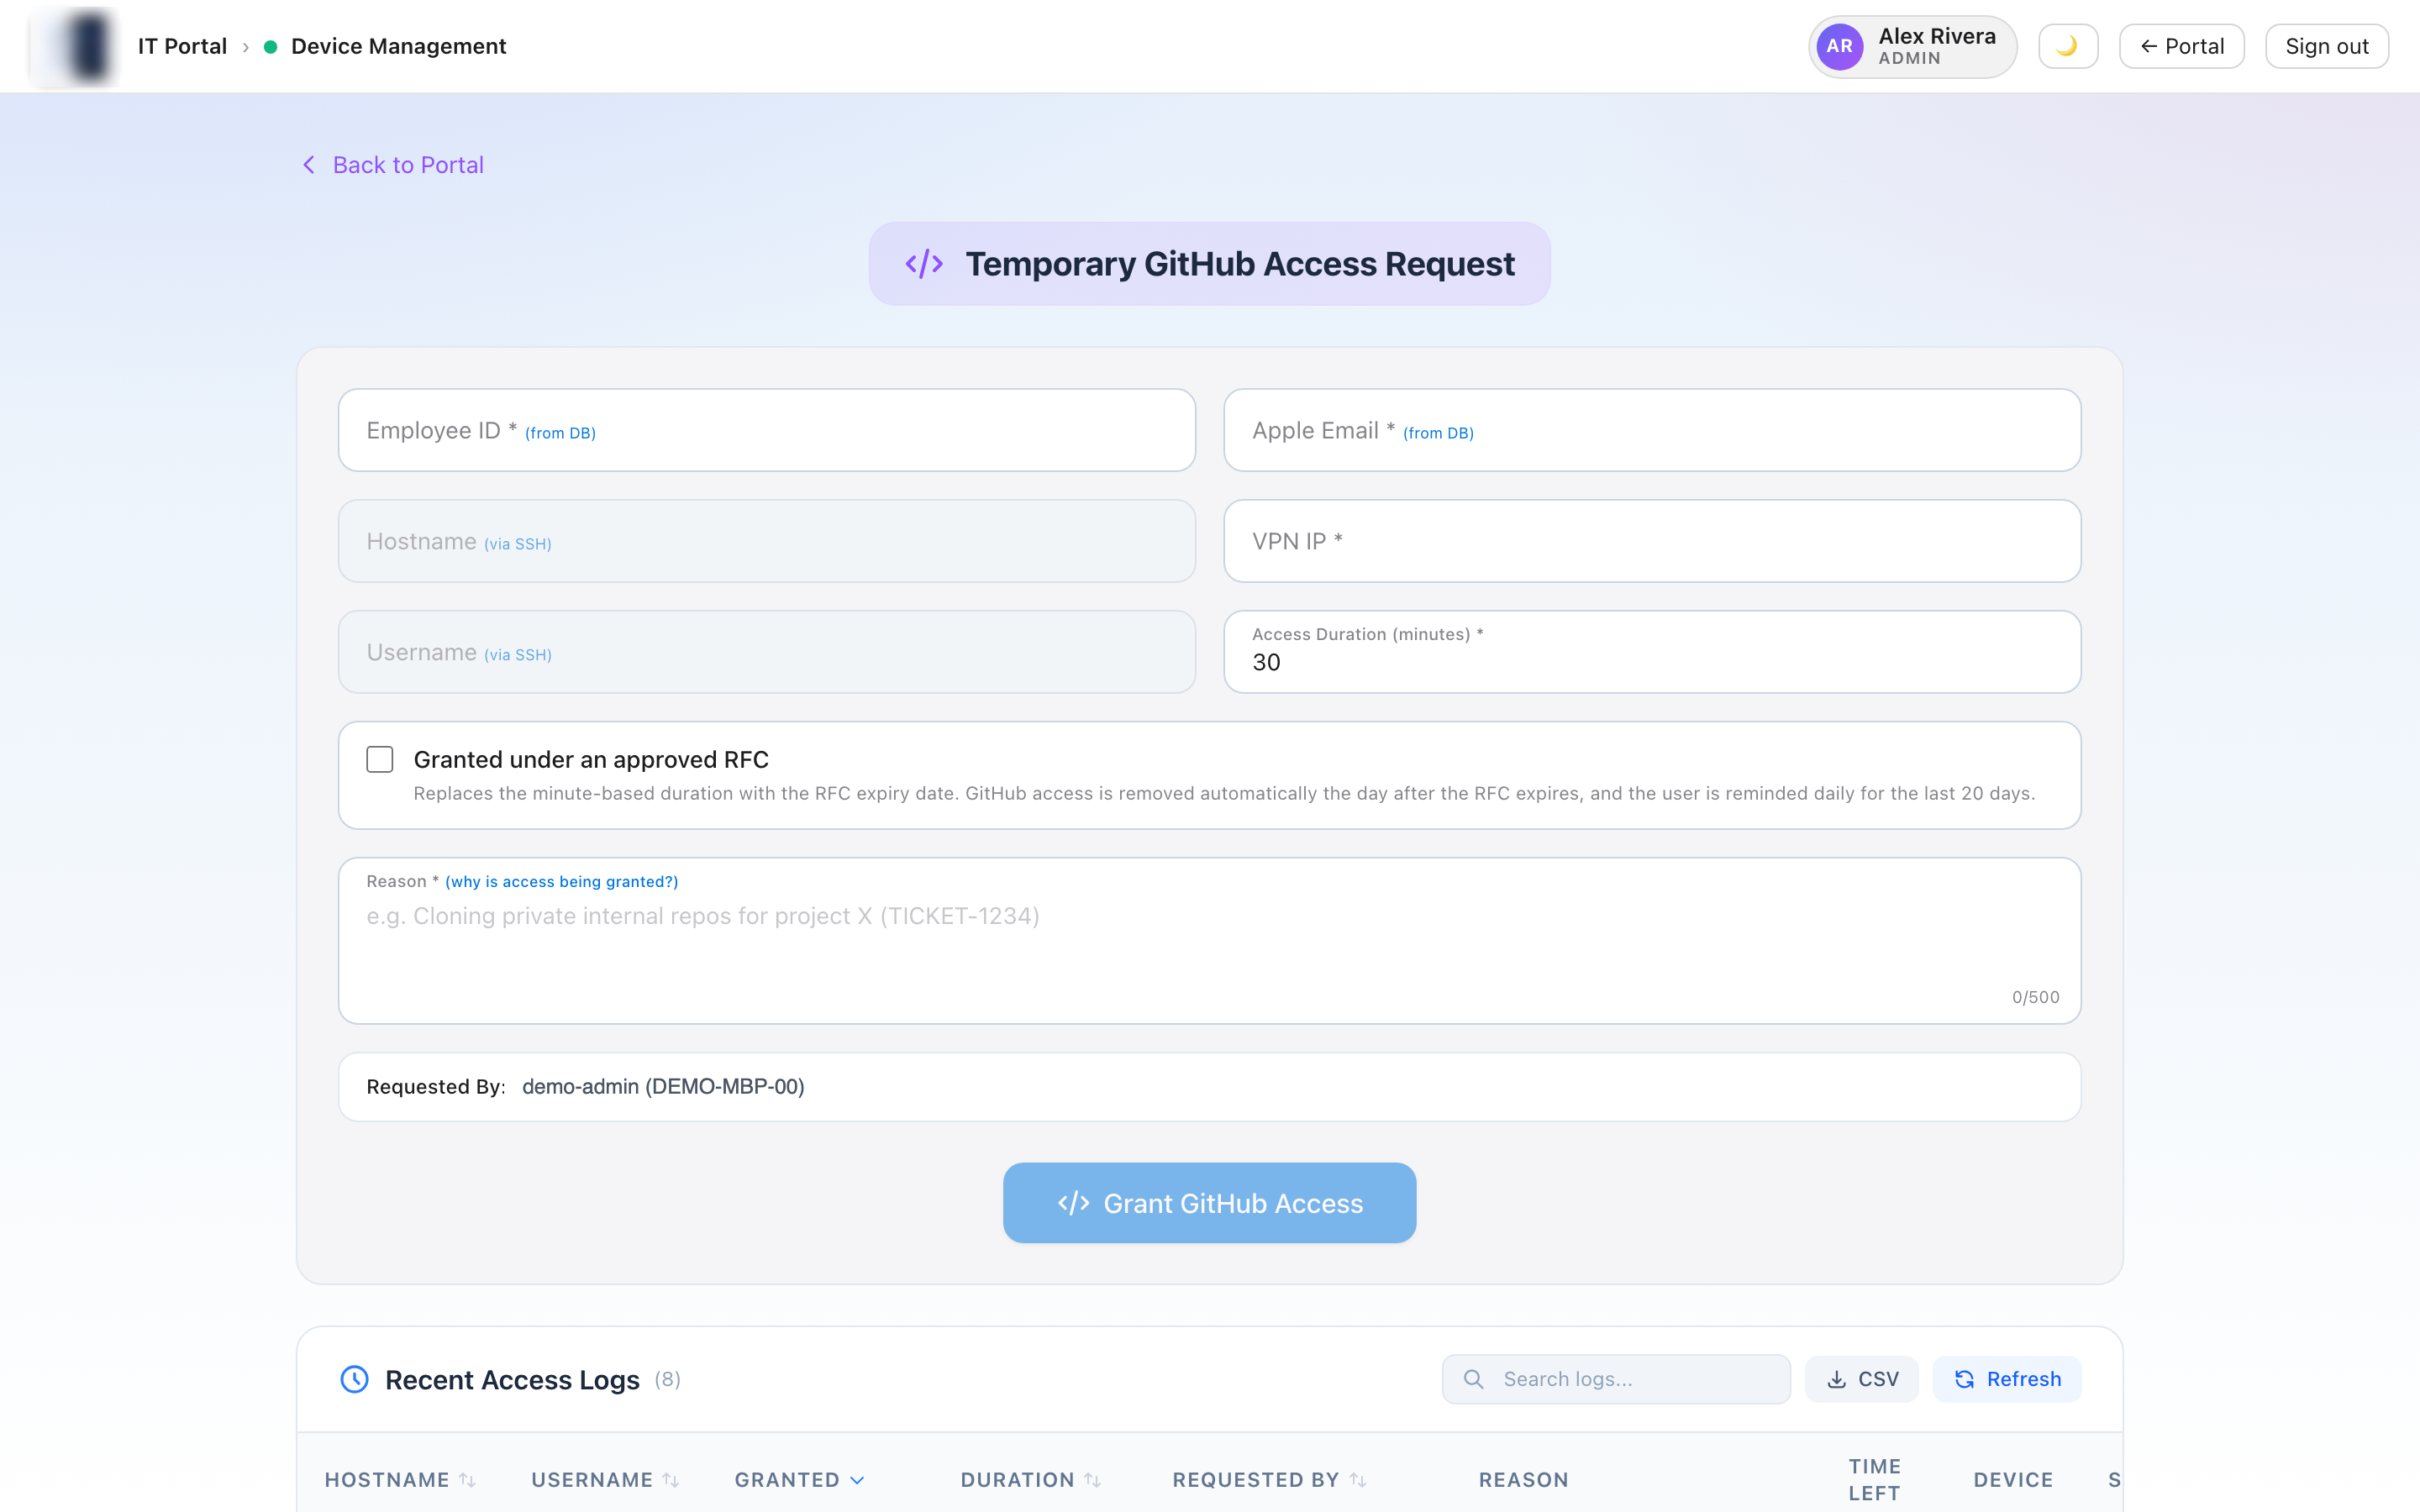 IT Portal › Device Management
AR Alex Rivera
ADMIN
← Portal
Sign out
Back to Portal
</> Temporary GitHub Access Request
Employee ID * (from DB)
Apple Email * (from DB)
Hostname (via SSH)
VPN IP *
Username (via SSH)
Access Duration (minutes) *
30
Granted under an approved RFC
Replaces the minute-based duration with the RFC expiry date. GitHub access is removed automatically the day after the RFC expires, and the user is reminded daily for the last 20 days.
Reason * (why is access being granted?)
e.g. Cloning private internal repos for project X (TICKET-1234)
0/500
Requested By: demo-admin (DEMO-MBP-00)
</> Grant GitHub Access
Recent Access Logs (8)
Search logs...
CSV
Refresh
HOSTNAME USERNAME GRANTED DURATION REQUESTED BY REASON TIME LEFT DEVICE S